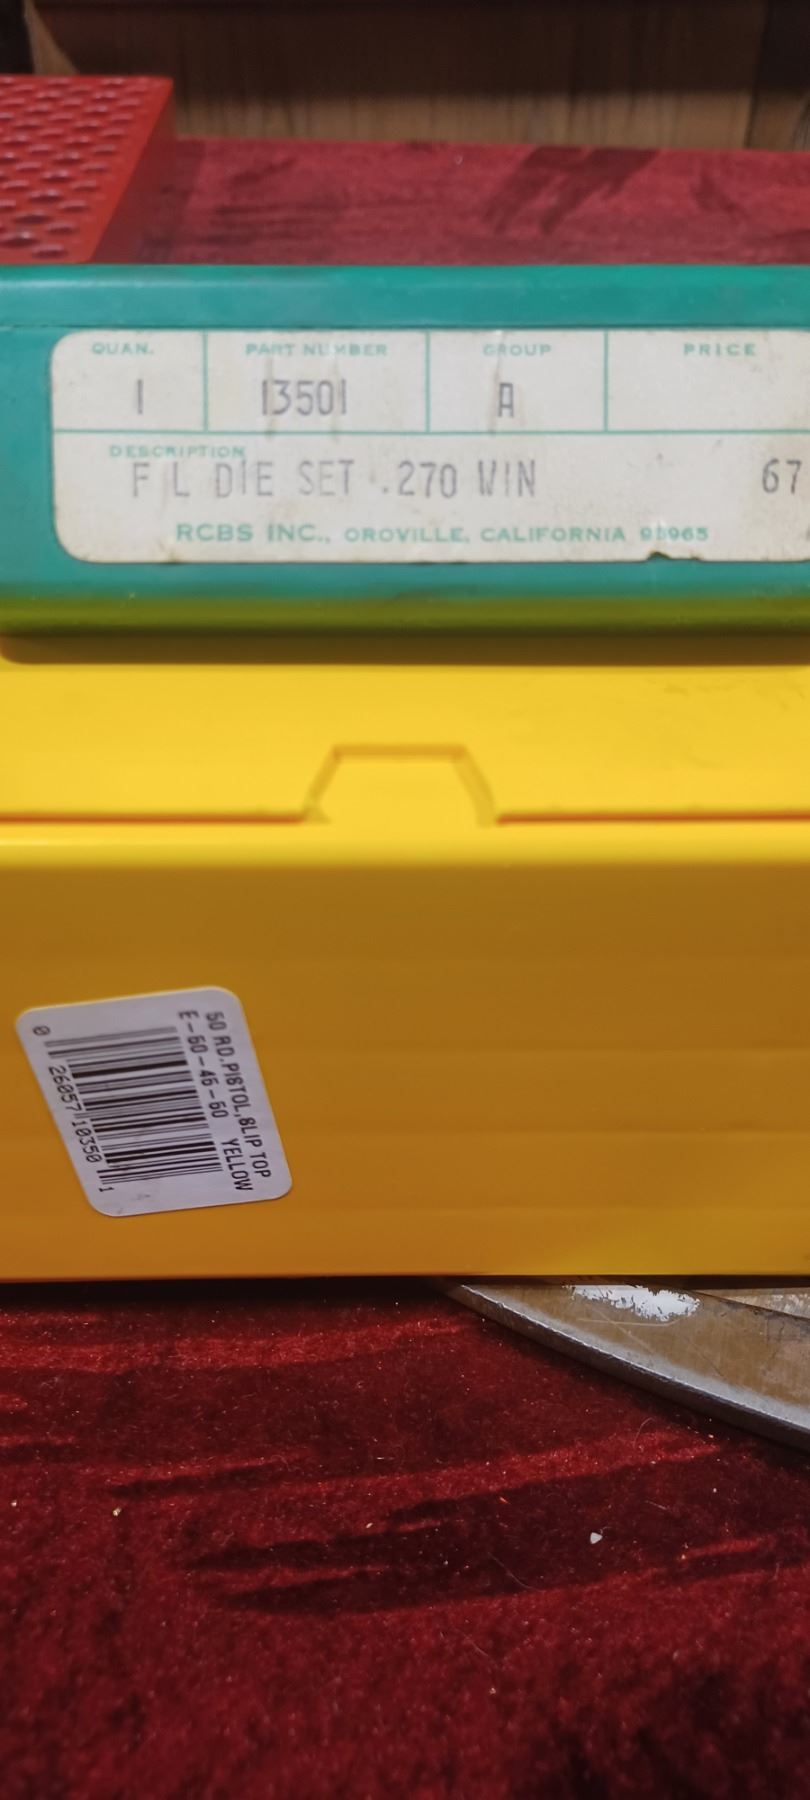 QUAN. PART NUMBER GROUP PRICE
1 13501 A
DESCRIPTION
F L DIE SET .270 WIN 67
RCBS INC., OROVILLE, CALIFORNIA 95965
50 RD.PISTOL,SLIP TOP
E-50-45-50 YELLOW
0 26057 10350 1